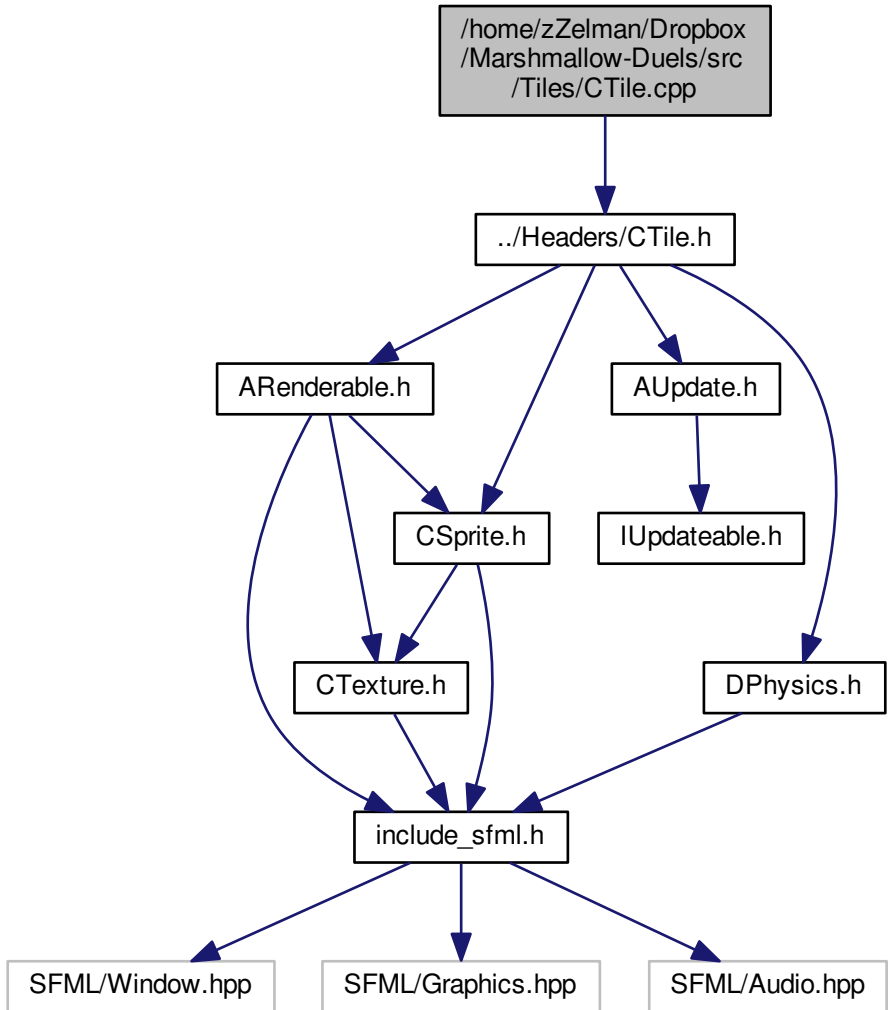 /home/zZelman/Dropbox
/Marshmallow-Duels/src
/Tiles/CTile.cpp
../Headers/CTile.h
ARenderable.h
AUpdate.h
CSprite.h
IUpdateable.h
CTexture.h
DPhysics.h
include_sfml.h
SFML/Window.hpp
SFML/Graphics.hpp
SFML/Audio.hpp